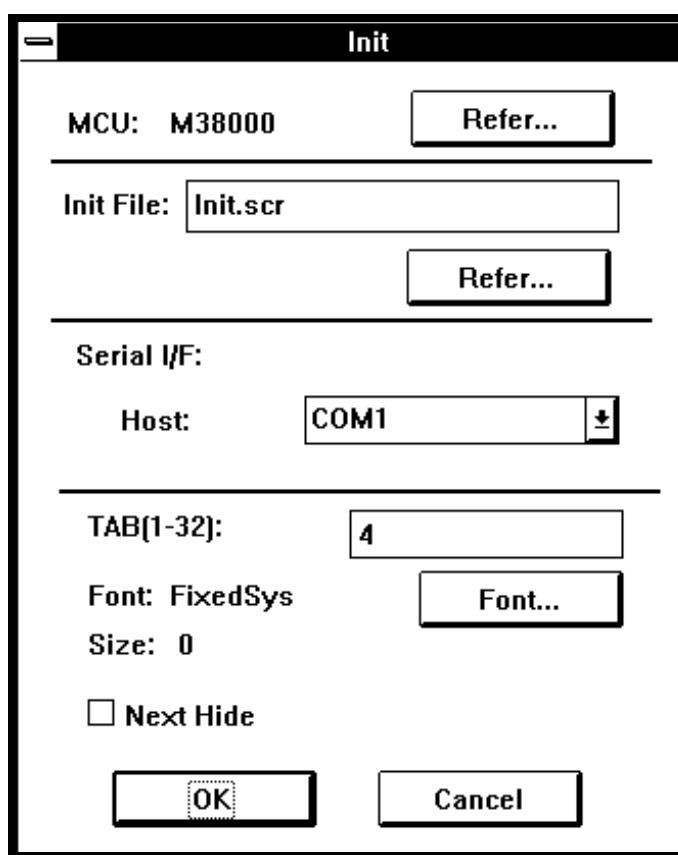 Init
MCU: M38000 Refer...
Init File: Init.scr
Refer...
Serial I/F:
Host: COM1
TAB(1-32): 4
Font: FixedSys Font...
Size: 0
Next Hide
OK Cancel